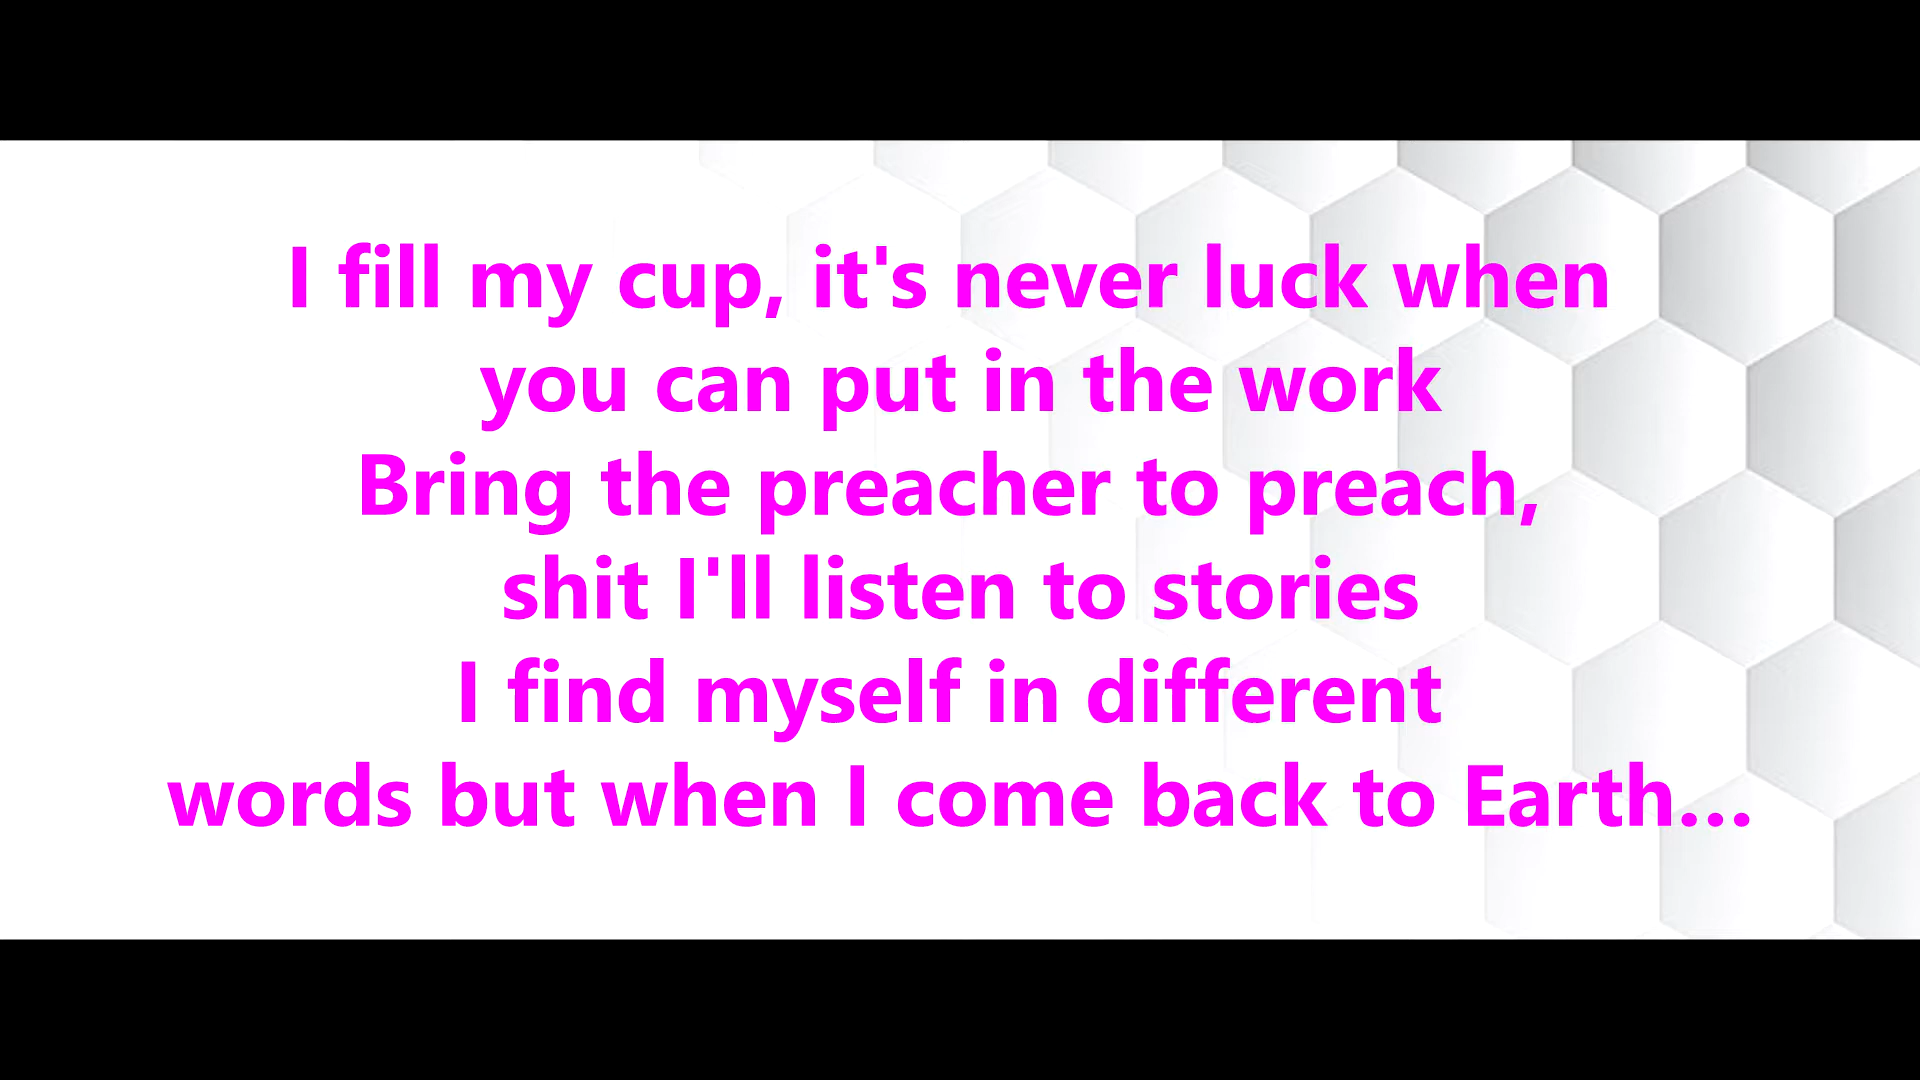 I fill my cup, it's never luck when
you can put in the work
Bring the preacher to preach,
shit I'll listen to stories
I find myself in different
words but when I come back to Earth...